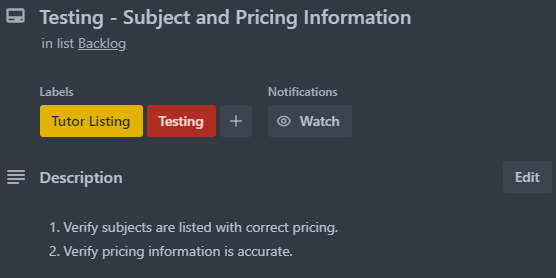 Testing - Subject and Pricing Information
in list Backlog
Labels
Notifications
Tutor Listing
Testing
+
Watch
Description
Edit
1. Verify subjects are listed with correct pricing.
2. Verify pricing information is accurate.